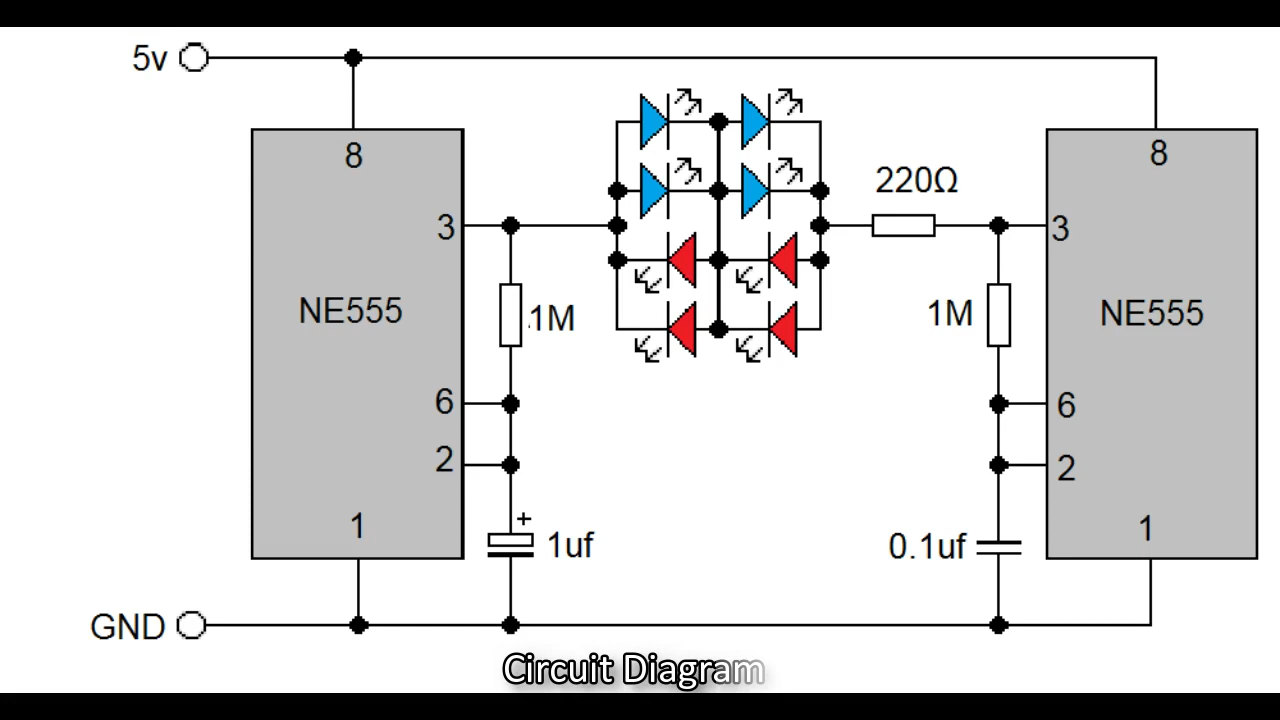 5v
8
8
220Ω
3
3
NE555
1M
1M
NE555
6
6
2
2
1
1
+
1uf
0.1uf
GND
Circuit Diagram